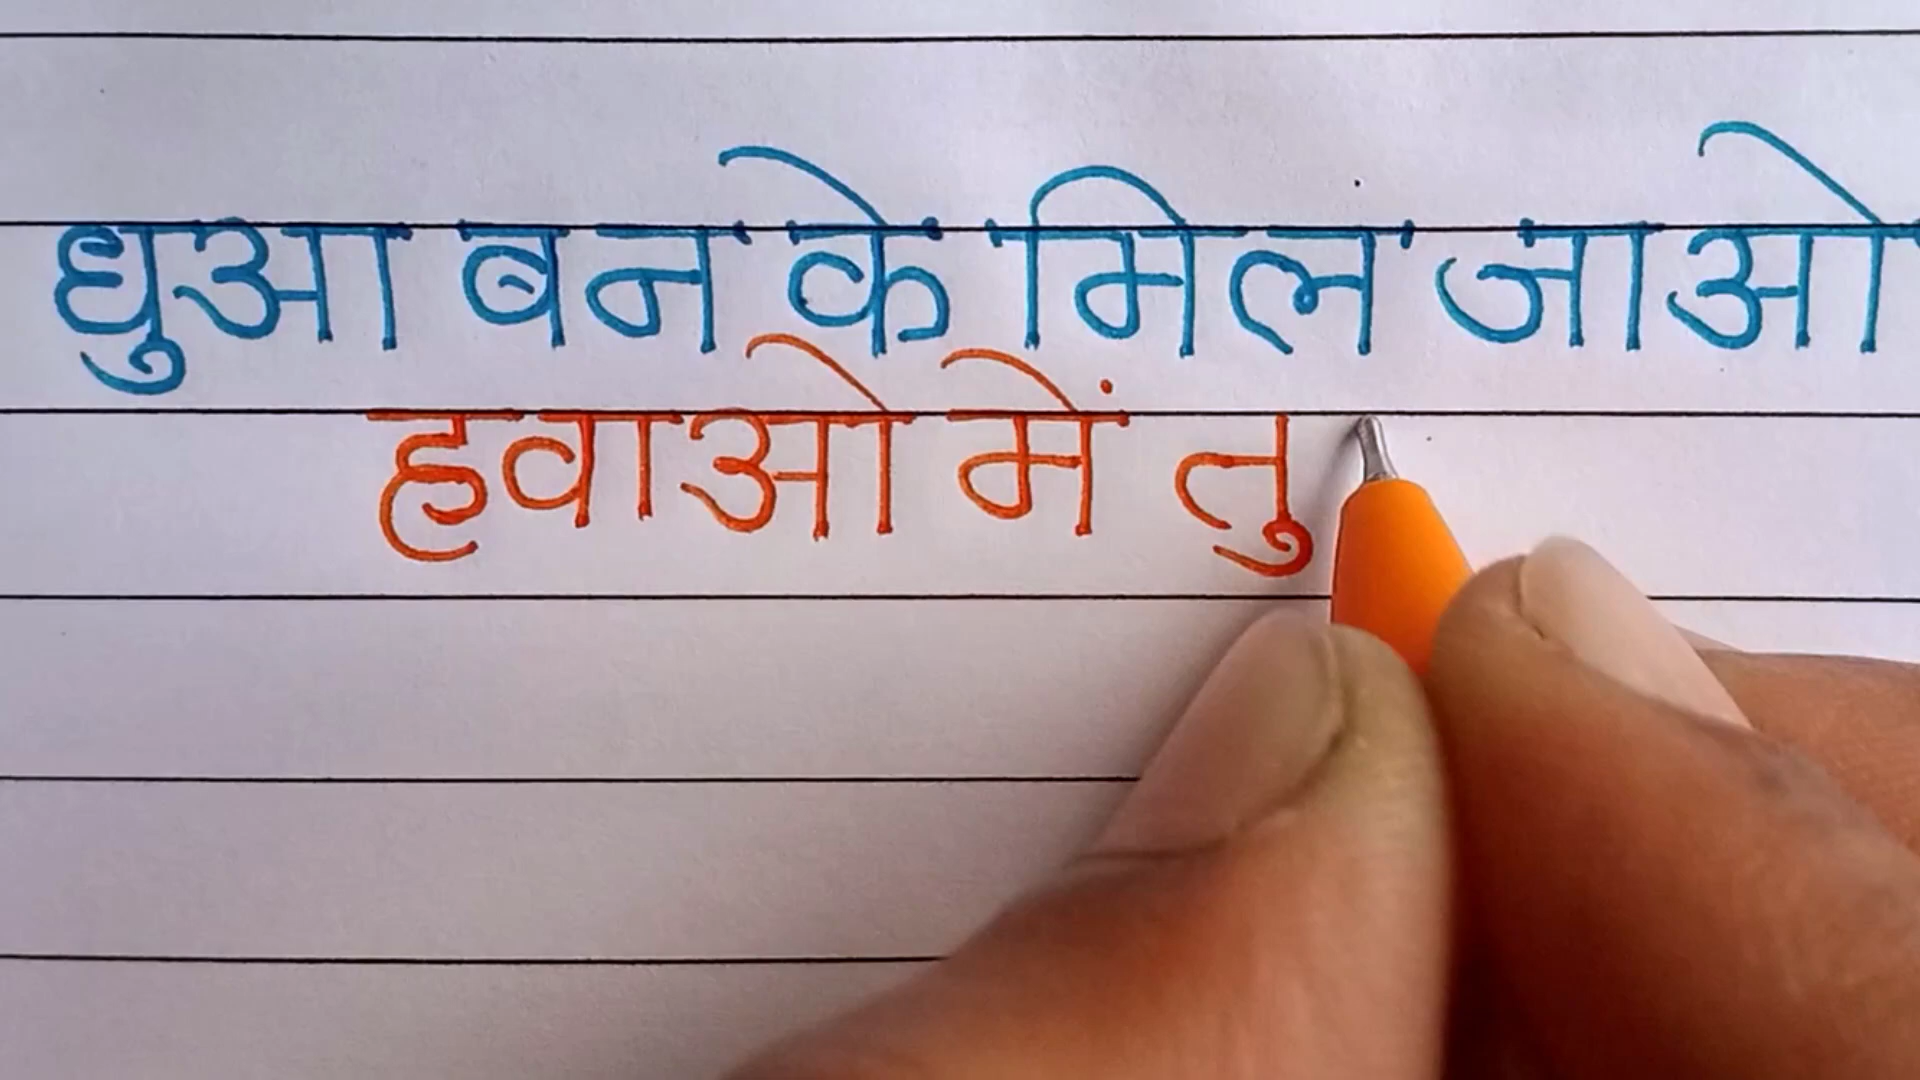 धुआ बन के मिल जाओ
हवाओ में तु